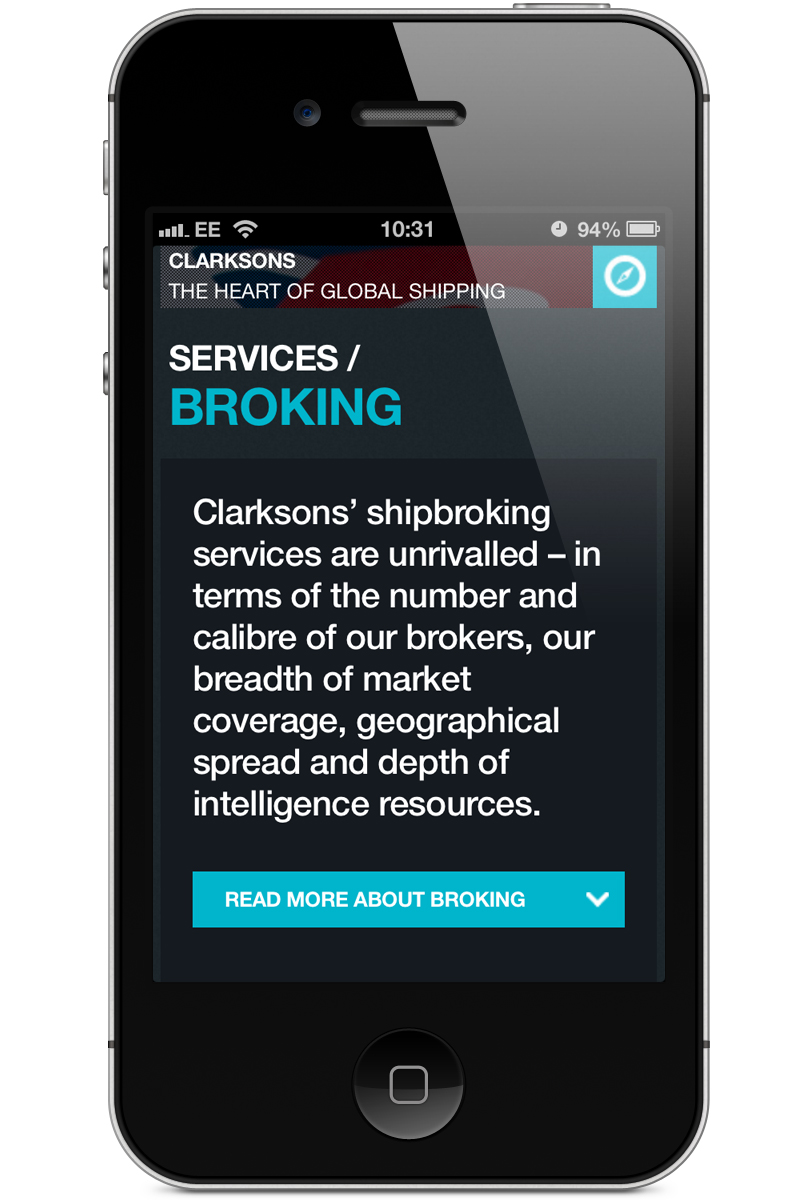 EE 10:31 94%
CLARKSONS
THE HEART OF GLOBAL SHIPPING
SERVICES /
BROKING
Clarksons’ shipbroking
services are unrivalled – in
terms of the number and
calibre of our brokers, our
breadth of market
coverage, geographical
spread and depth of
intelligence resources.
READ MORE ABOUT BROKING